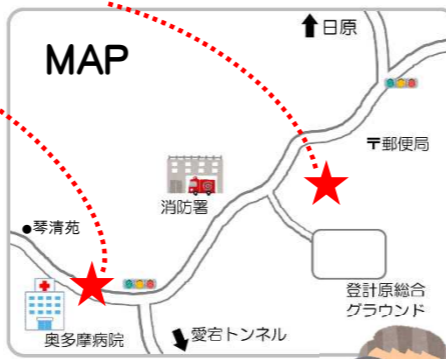 MAP
日原
〒郵便局
消防署
●琴清苑
登計原総合
グラウンド
奥多摩病院
愛宕トンネル